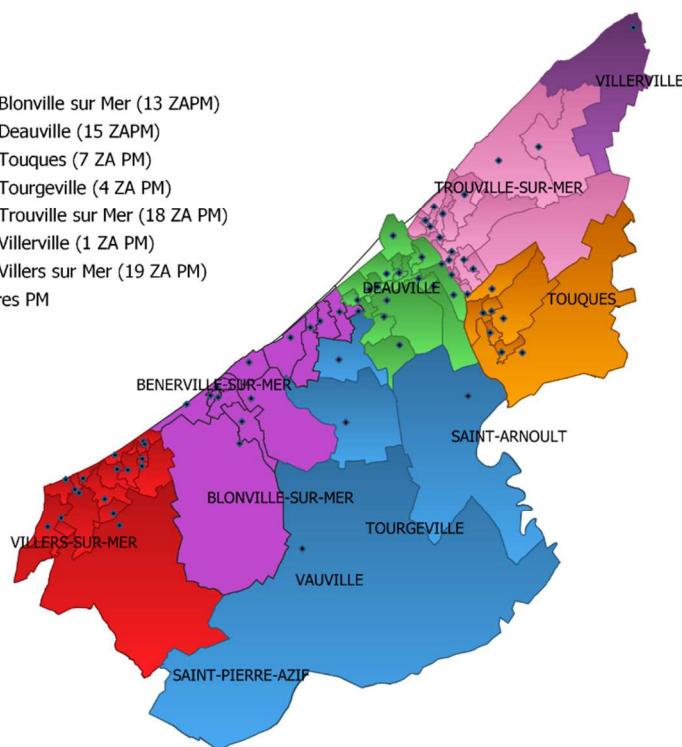 Blonville sur Mer (13 ZAPM)
Deauville (15 ZAPM)
Touques (7 ZA PM)
Tourgeville (4 ZA PM)
Trouville sur Mer (18 ZA PM)
Villerville (1 ZA PM)
Villers sur Mer (19 ZA PM)
res PM
VILLERVILLE
TROUVILLE-SUR-MER
DEAUVILLE
TOUQUES
BENERVILLE-SUR-MER
SAINT-ARNOULT
BLONVILLE-SUR-MER
TOURGEVILLE
VILLERS-SUR-MER
VAUVILLE
SAINT-PIERRE-AZIF